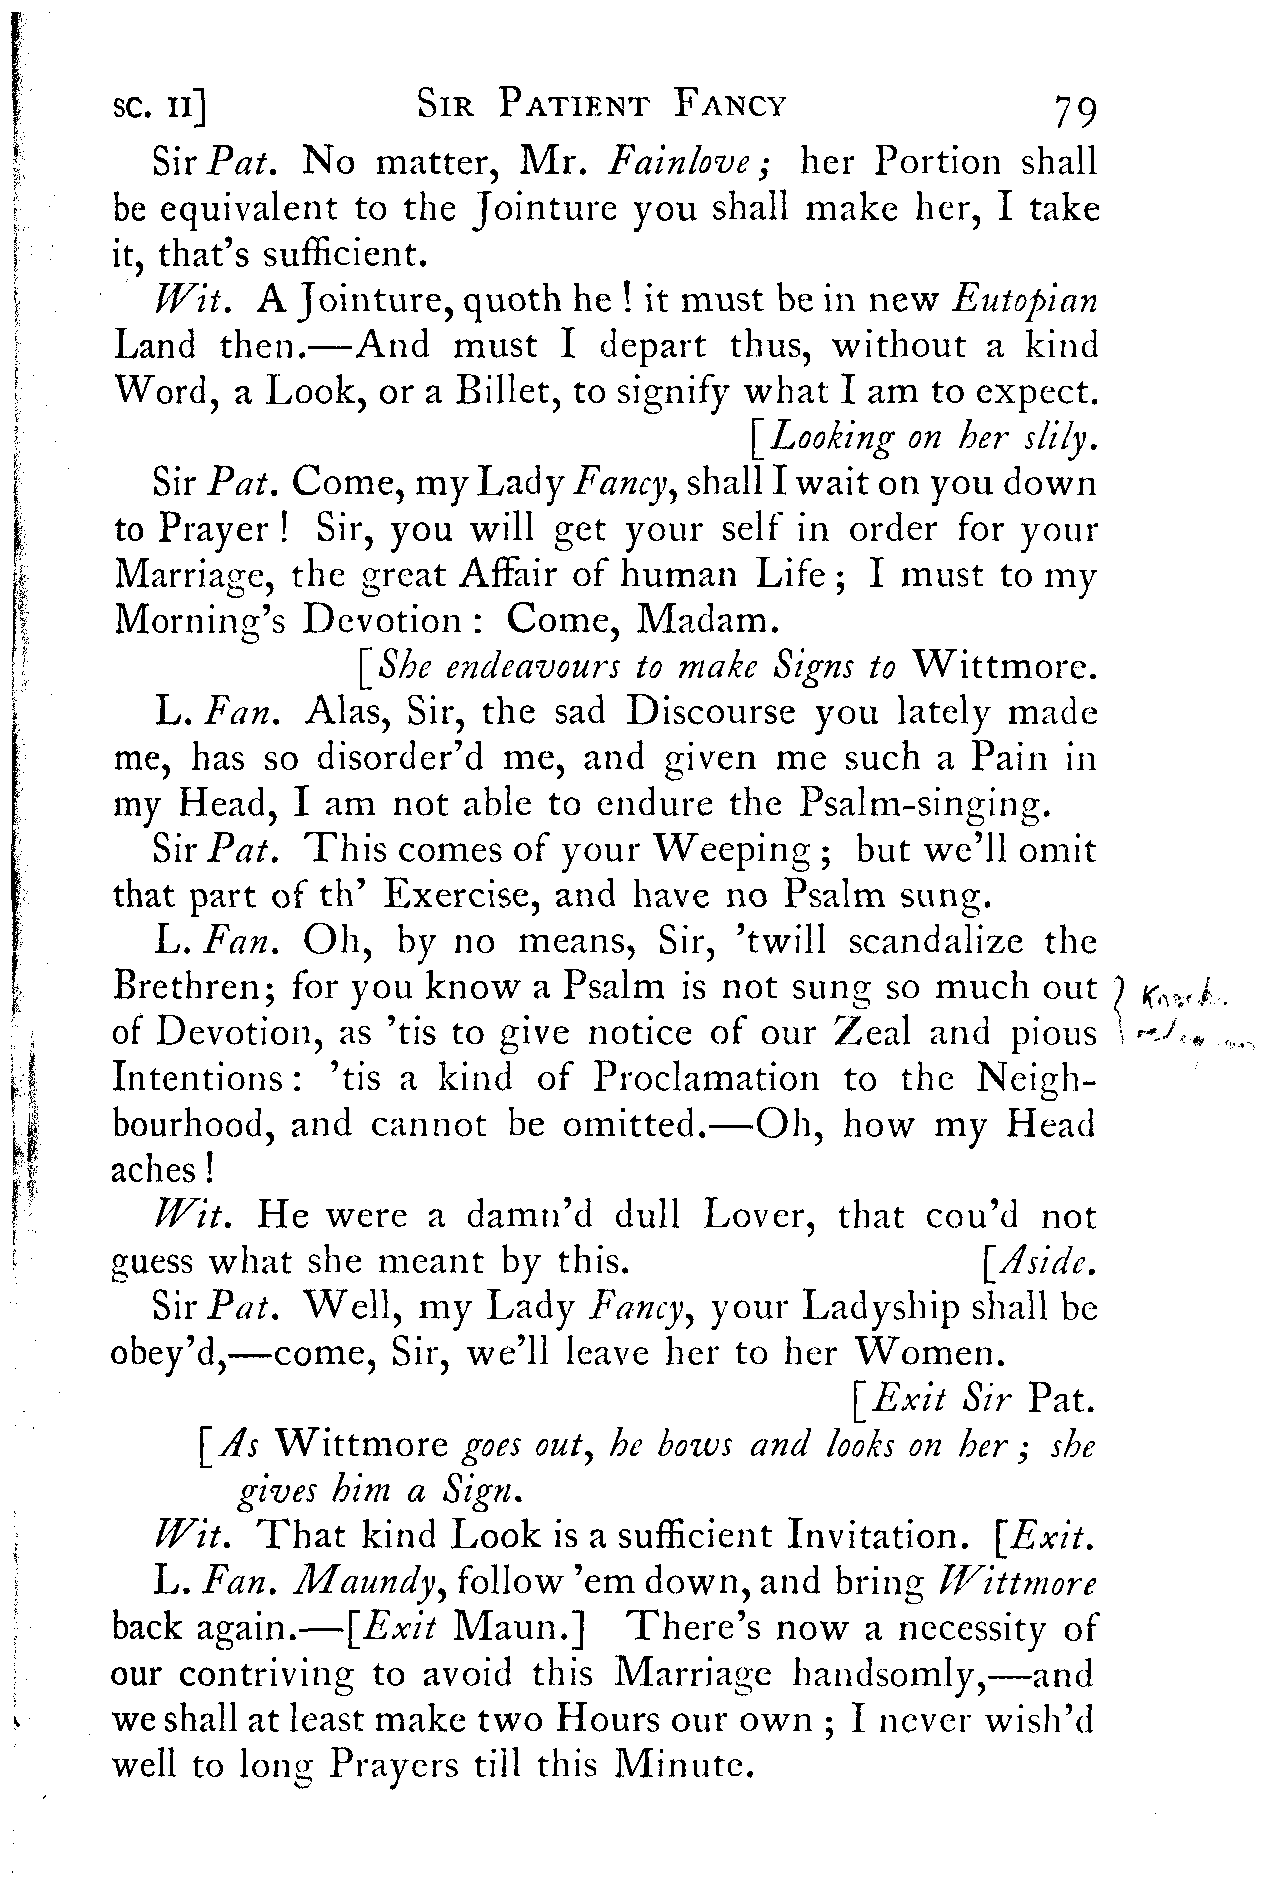 SC. II] SIR PATIENT FANCY 79
Sir Pat. No matter, Mr. Fainlove; her Portion shall
be equivalent to the Jointure you shall make her, I take
it, that's sufficient.
Wit. A Jointure, quoth he! it must be in new Eutopian
Land then.—And must I depart thus, without a kind
Word, a Look, or a Billet, to signify what I am to expect.
[Looking on her slily.
Sir Pat. Come, my Lady Fancy, shall I wait on you down
to Prayer! Sir, you will get your self in order for your
Marriage, the great Affair of human Life; I must to my
Morning's Devotion: Come, Madam.
[She endeavours to make Signs to Wittmore.
L. Fan. Alas, Sir, the sad Discourse you lately made
me, has so disorder'd me, and given me such a Pain in
my Head, I am not able to endure the Psalm-singing.
Sir Pat. This comes of your Weeping; but we'll omit
that part of th' Exercise, and have no Psalm sung.
L. Fan. Oh, by no means, Sir, 'twill scandalize the
Brethren; for you know a Psalm is not sung so much out
of Devotion, as 'tis to give notice of our Zeal and pious
Intentions: 'tis a kind of Proclamation to the Neigh-
bourhood, and cannot be omitted.—Oh, how my Head
aches!
Wit. He were a damn'd dull Lover, that cou'd not
guess what she meant by this. [Aside.
Sir Pat. Well, my Lady Fancy, your Ladyship shall be
obey'd,—come, Sir, we'll leave her to her Women.
[Exit Sir Pat.
[As Wittmore goes out, he bows and looks on her; she
gives him a Sign.
Wit. That kind Look is a sufficient Invitation. [Exit.
L. Fan. Maundy, follow 'em down, and bring Wittmore
back again.—[Exit Maun.] There's now a necessity of
our contriving to avoid this Marriage handsomly,—and
we shall at least make two Hours our own; I never wish'd
well to long Prayers till this Minute.